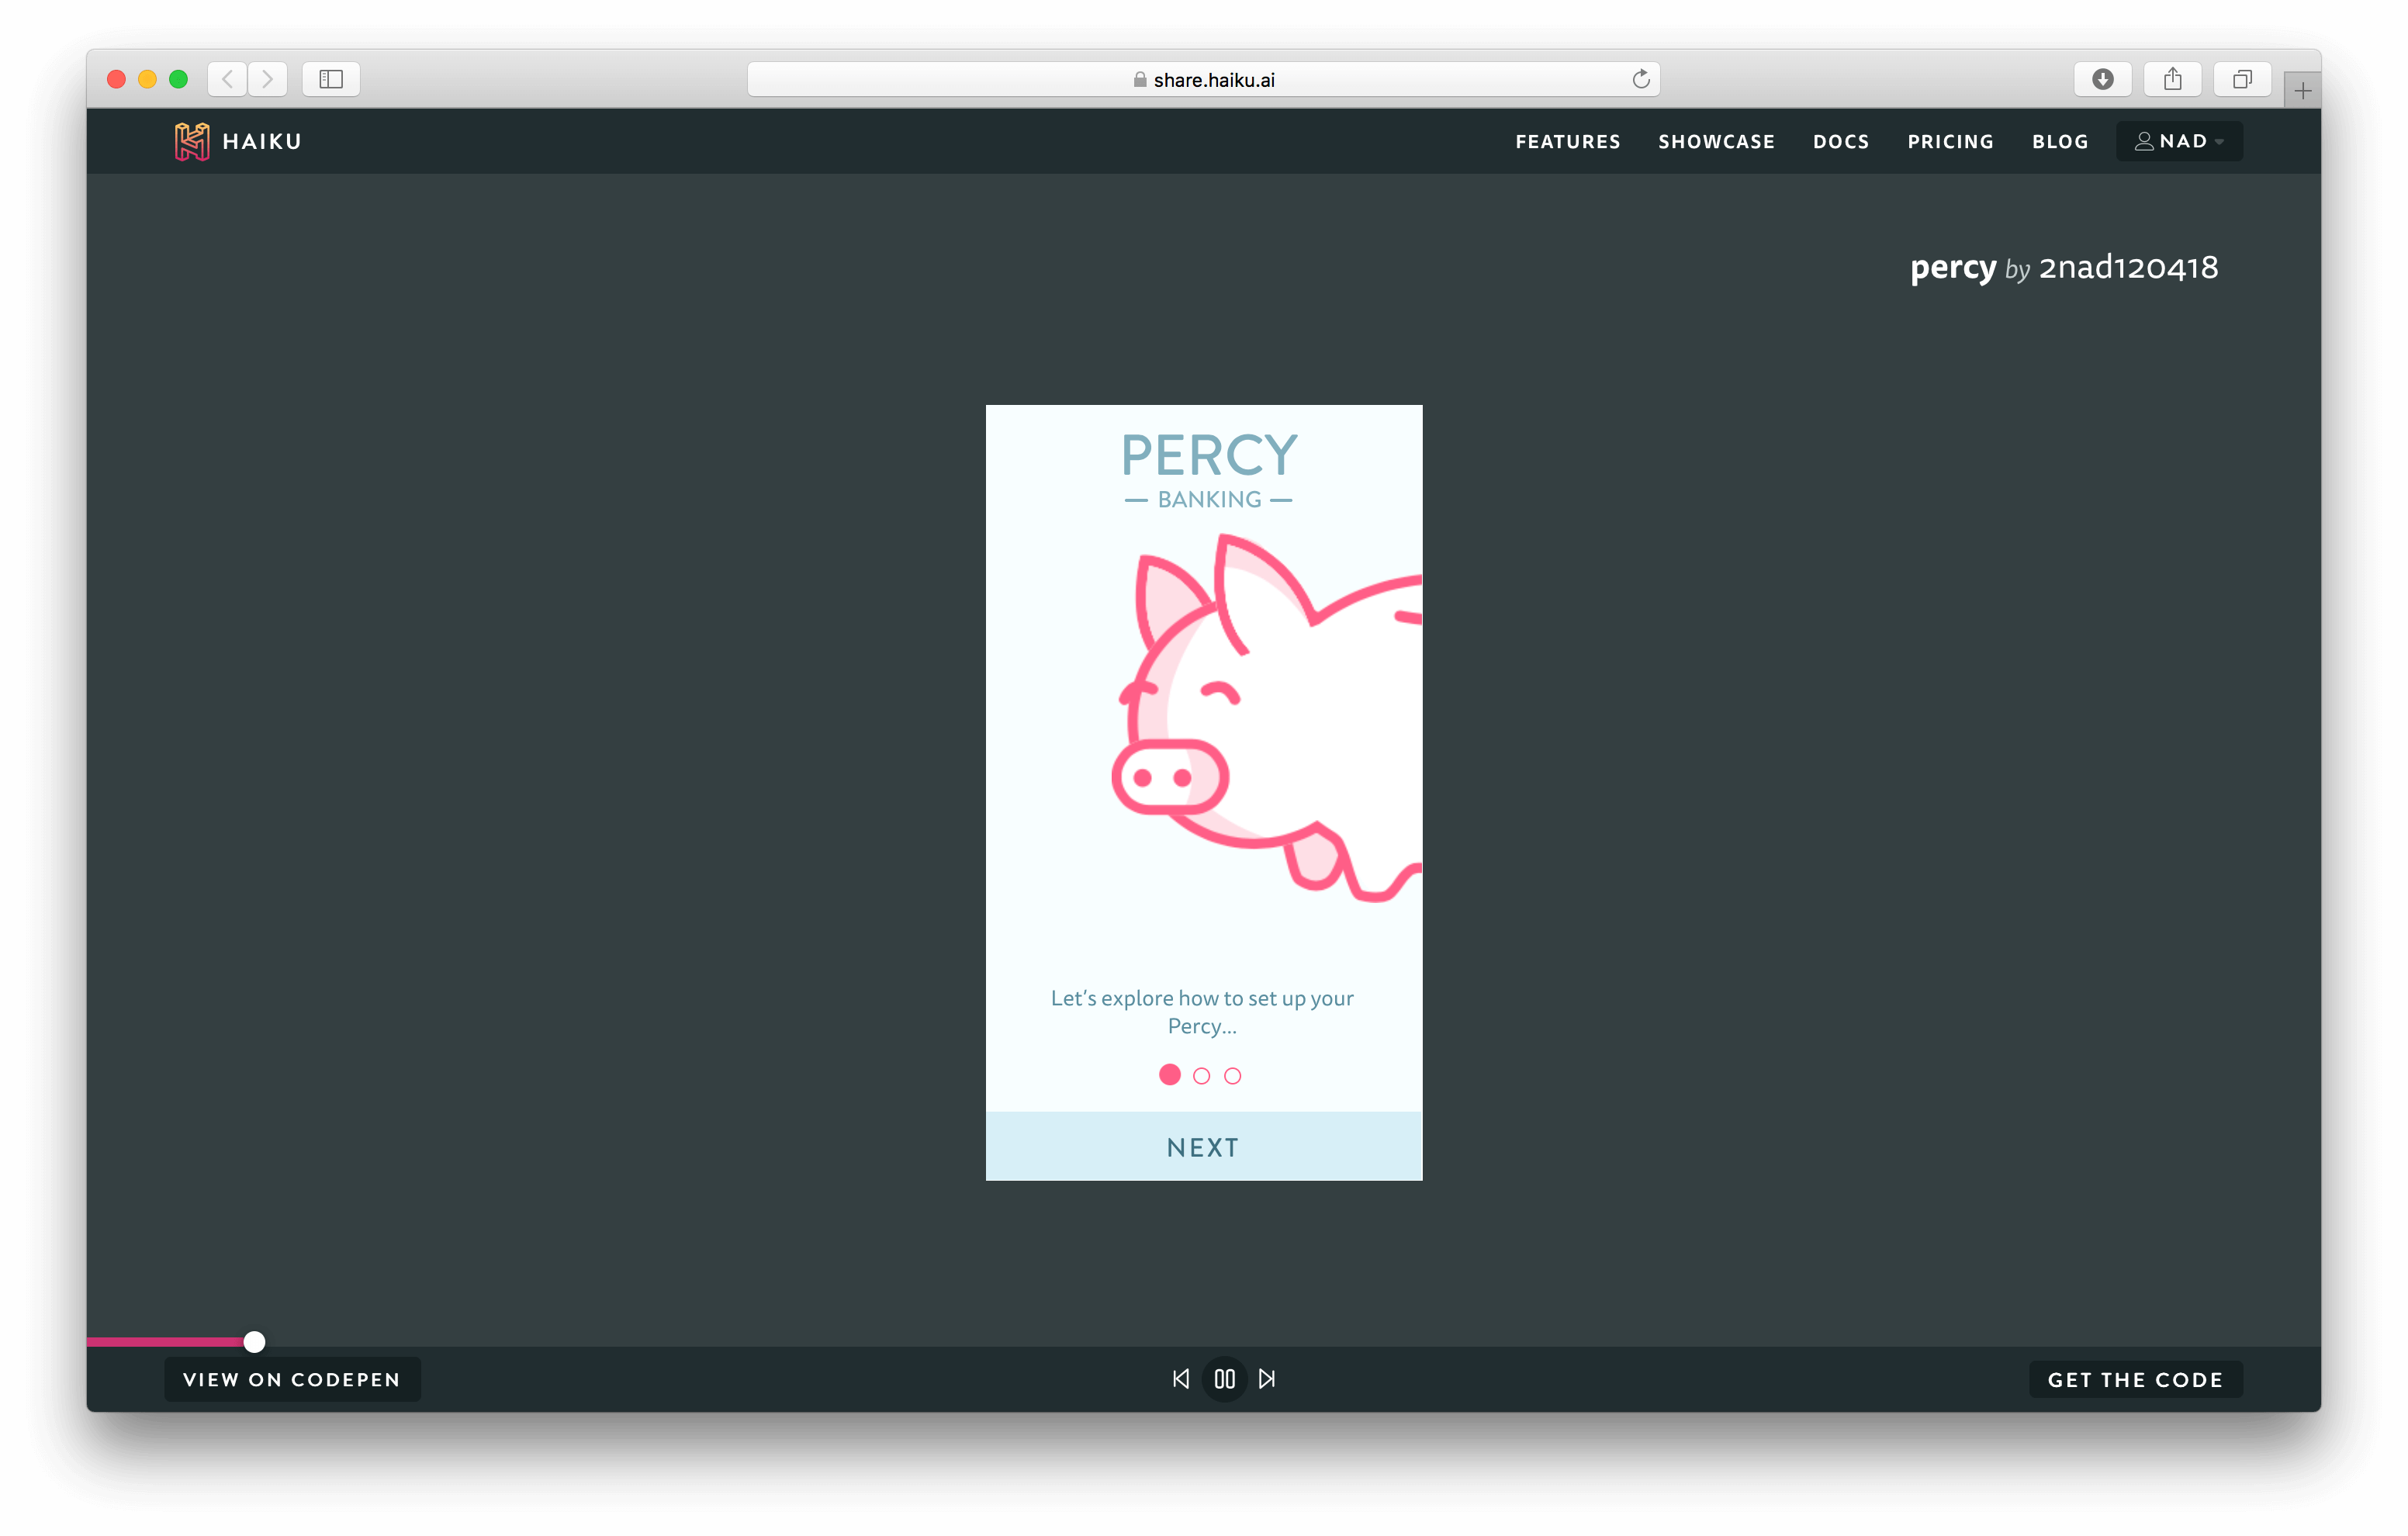 share.haiku.ai
HAIKU
FEATURES SHOWCASE DOCS PRICING BLOG NAD
percy by 2nad120418
PERCY
BANKING
Let's explore how to set up your
Percy...
NEXT
VIEW ON CODEPEN
GET THE CODE